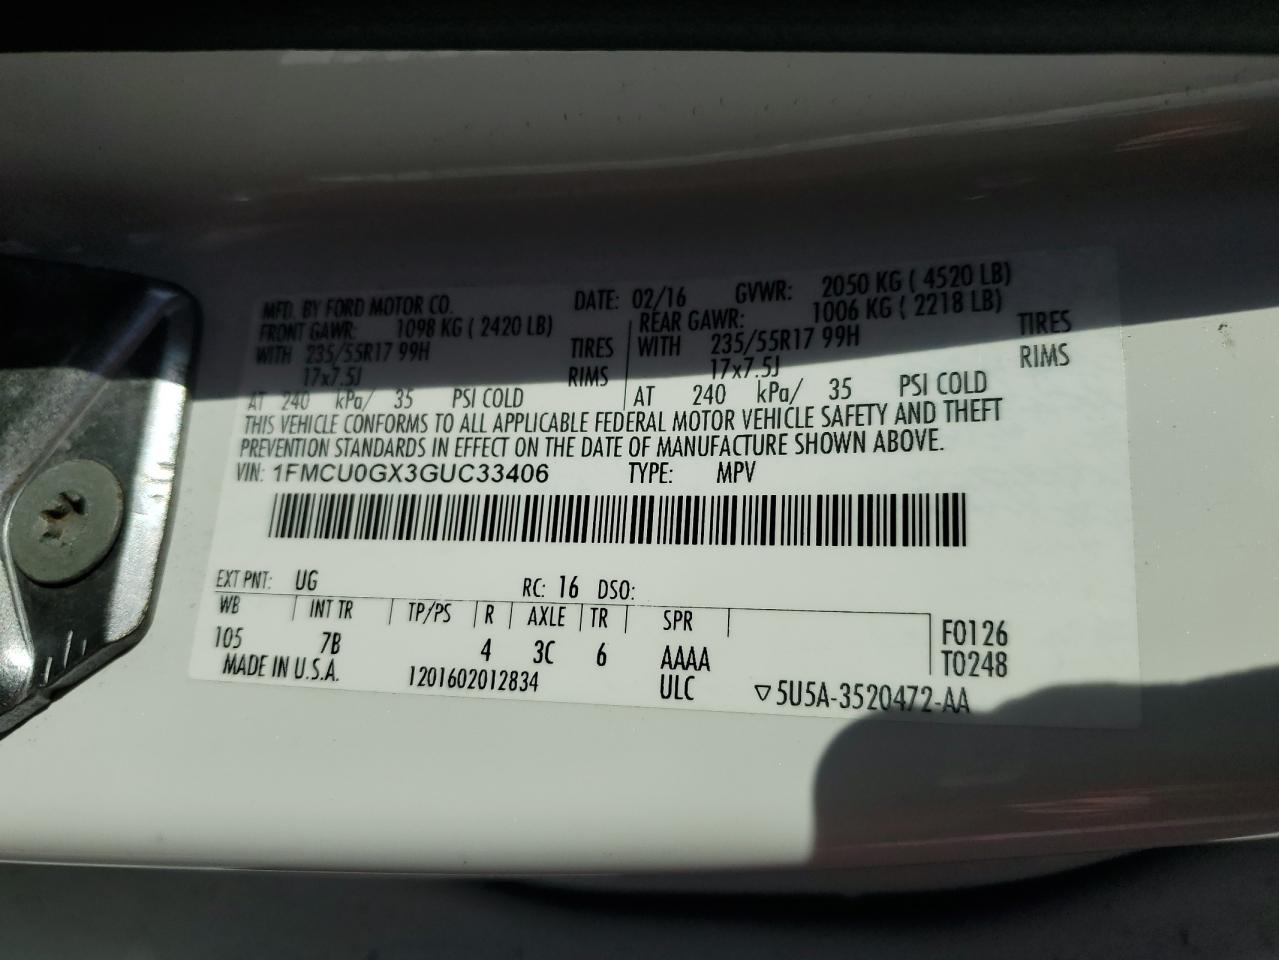 MFD. BY FORD MOTOR CO. DATE: 02/16 GVWR: 2050 KG ( 4520 LB)
FRONT GAWR: 1098 KG ( 2420 LB) REAR GAWR: 1006 KG ( 2218 LB)
WITH 235/55R17 99H TIRES WITH 235/55R17 99H TIRES
17x7.5J RIMS 17x7.5J RIMS
AT 240 kPa/ 35 PSI COLD AT 240 kPa/ 35 PSI COLD
THIS VEHICLE CONFORMS TO ALL APPLICABLE FEDERAL MOTOR VEHICLE SAFETY AND THEFT
PREVENTION STANDARDS IN EFFECT ON THE DATE OF MANUFACTURE SHOWN ABOVE.
VIN: 1FMCU0GX3GUC33406 TYPE: MPV
EXT PNT: UG RC: 16 DSO:
WB | INT TR | TP/PS | R | AXLE | TR | SPR F0126
105 7B 4 3C 6 AAAA T0248
MADE IN U.S.A. 1201602012834 ULC ▽5U5A-3520472-AA